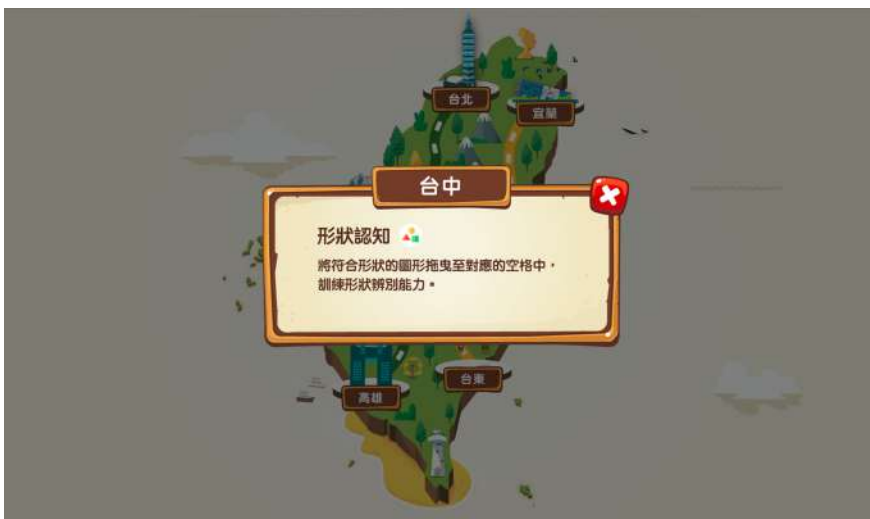 台北
宜蘭
台中
形狀認知
將符合形狀的圖形拖曳至對應的空格中，
訓練形狀辨別能力。
高雄
台東